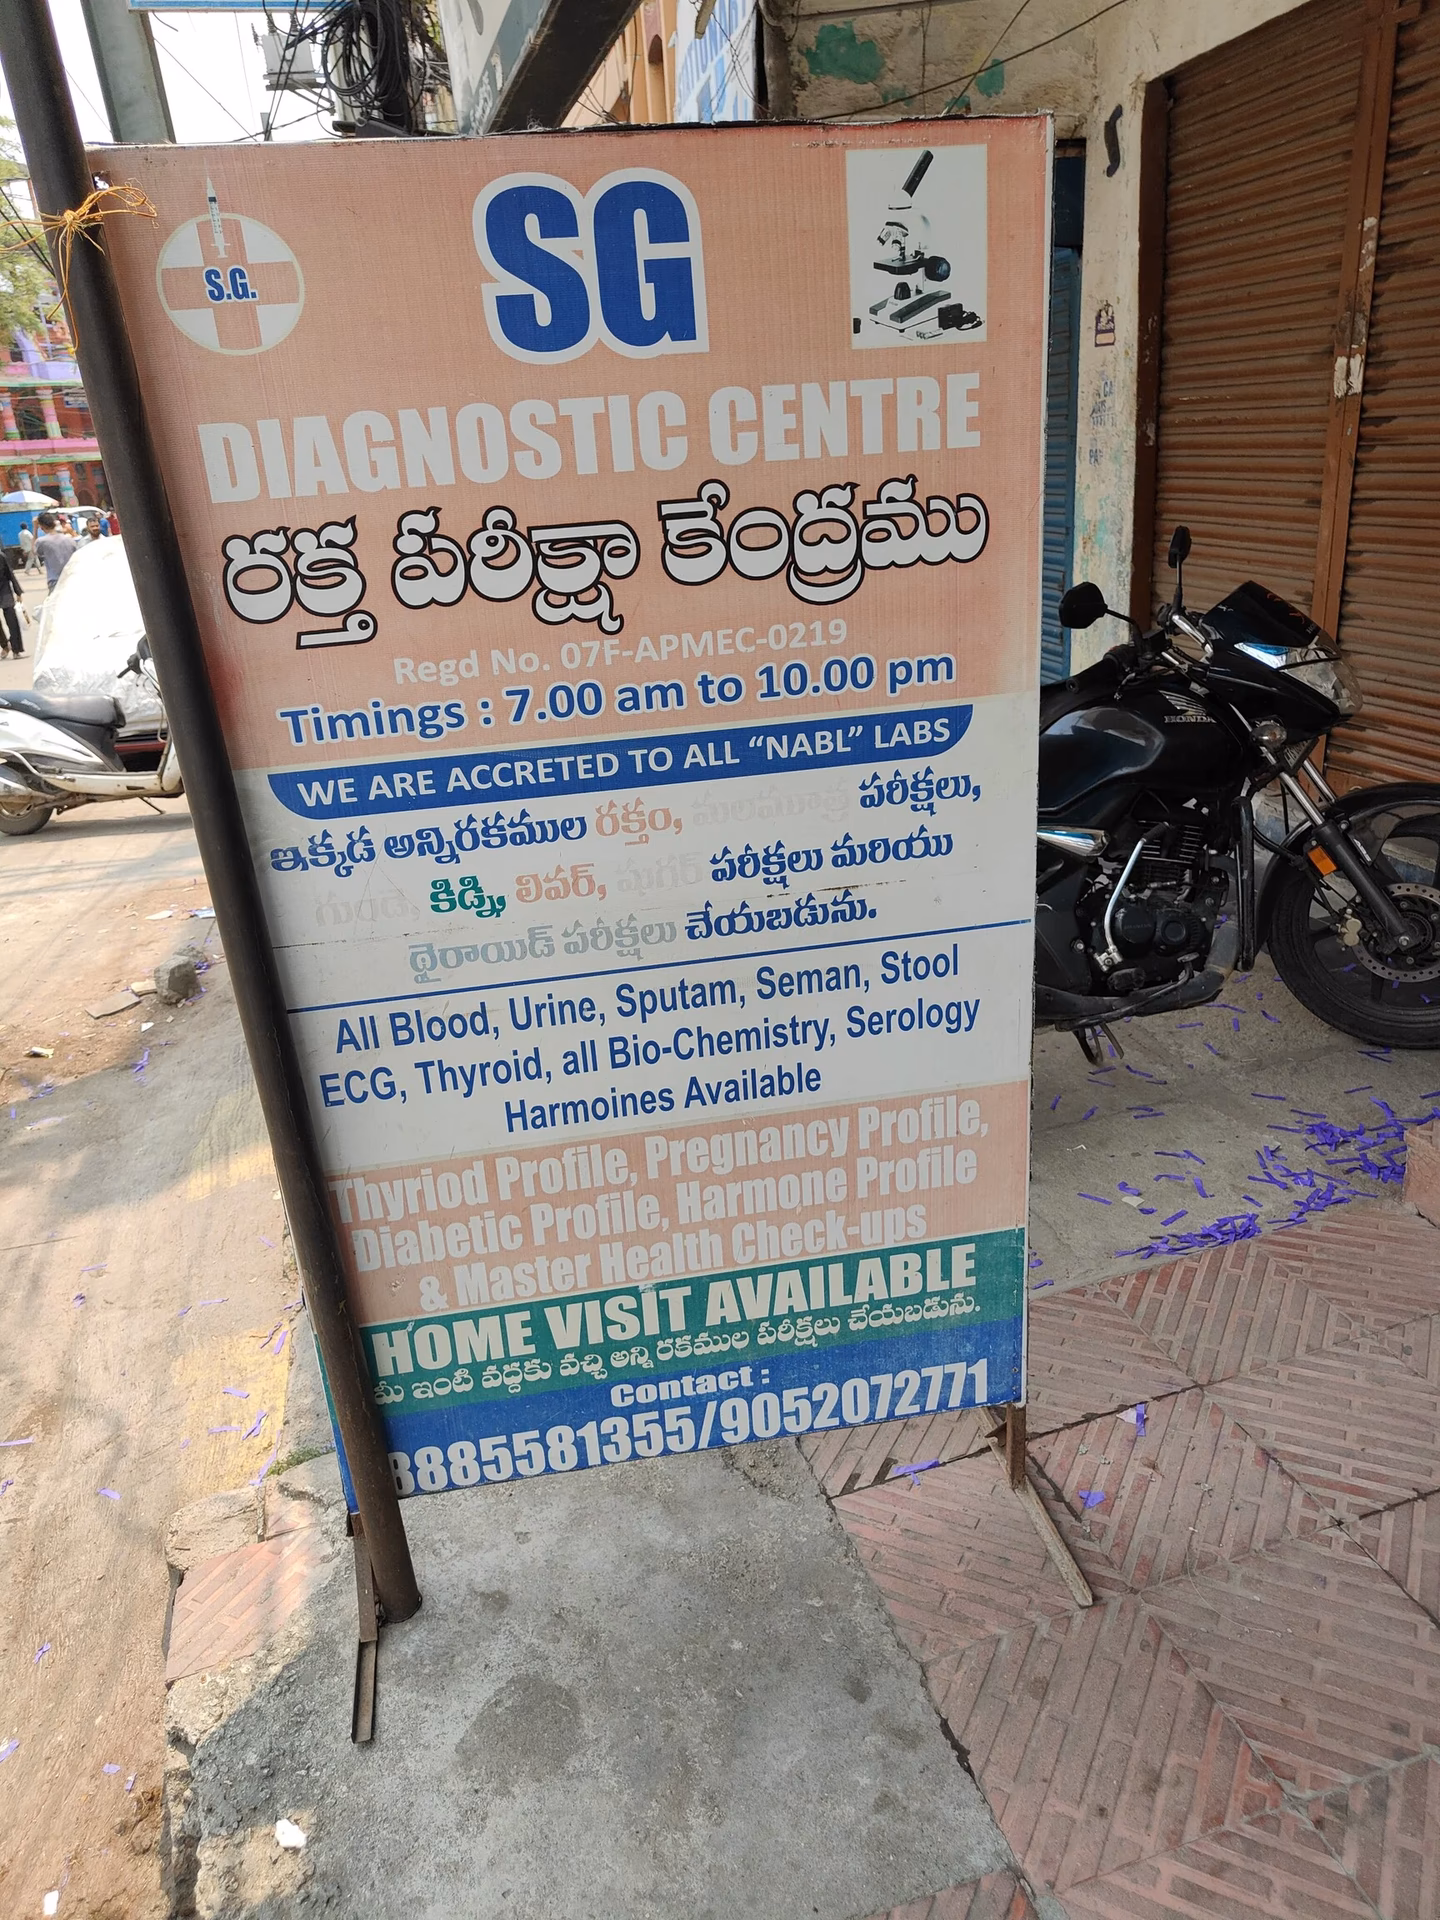 S.G.
SG
DIAGNOSTIC CENTRE
రక్త పరీక్షా కేంద్రము
Regd No. 07F-APMEC-0219
Timings : 7.00 am to 10.00 pm
WE ARE ACCRETED TO ALL "NABL" LABS
ఇక్కడ అన్నిరకముల రక్తం, మలమూత్ర పరీక్షలు,
గుండె, కిడ్ని, లివర్, షుగర్ పరీక్షలు మరియు
థైరాయిడ్ పరీక్షలు చేయబడును.
All Blood, Urine, Sputam, Seman, Stool
ECG, Thyroid, all Bio-Chemistry, Serology
Harmoines Available
Thyriod Profile, Pregnancy Profile,
Diabetic Profile, Harmone Profile
& Master Health Check-ups
HOME VISIT AVAILABLE
మీ ఇంటి వద్దకు వచ్చి అన్ని రకముల పరీక్షలు చేయబడును.
contact :
8885581355/9052072771
HONDA